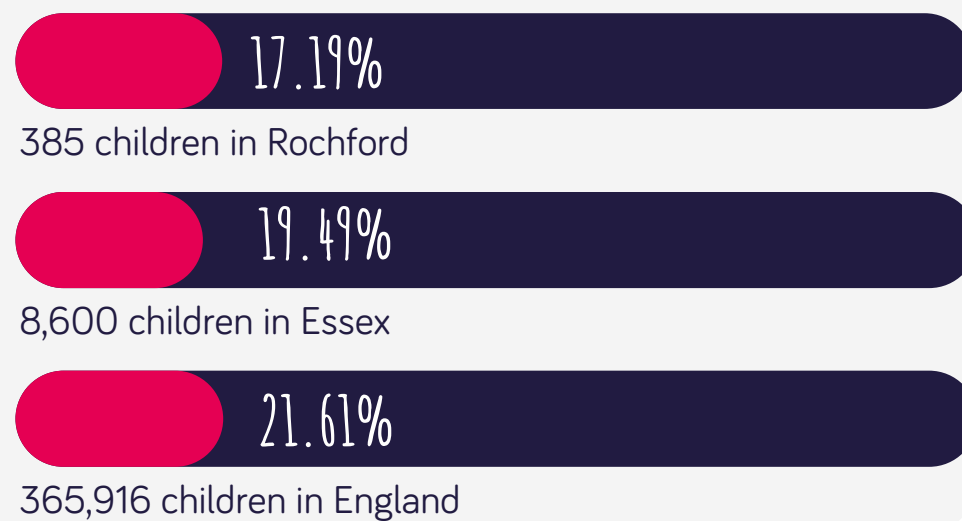 17.19%
385 children in Rochford
19.49%
8,600 children in Essex
21.61%
365,916 children in England